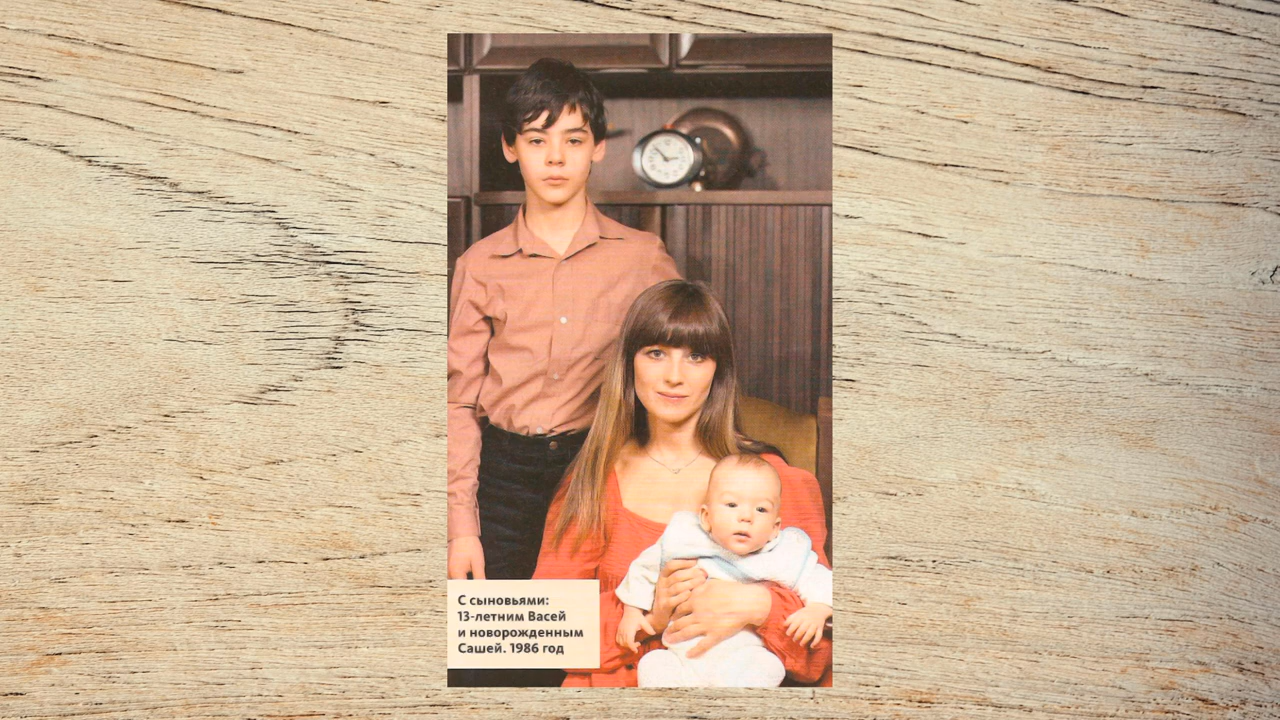 С сыновьями:
13-летним Васей
и новорожденным
Сашей. 1986 год